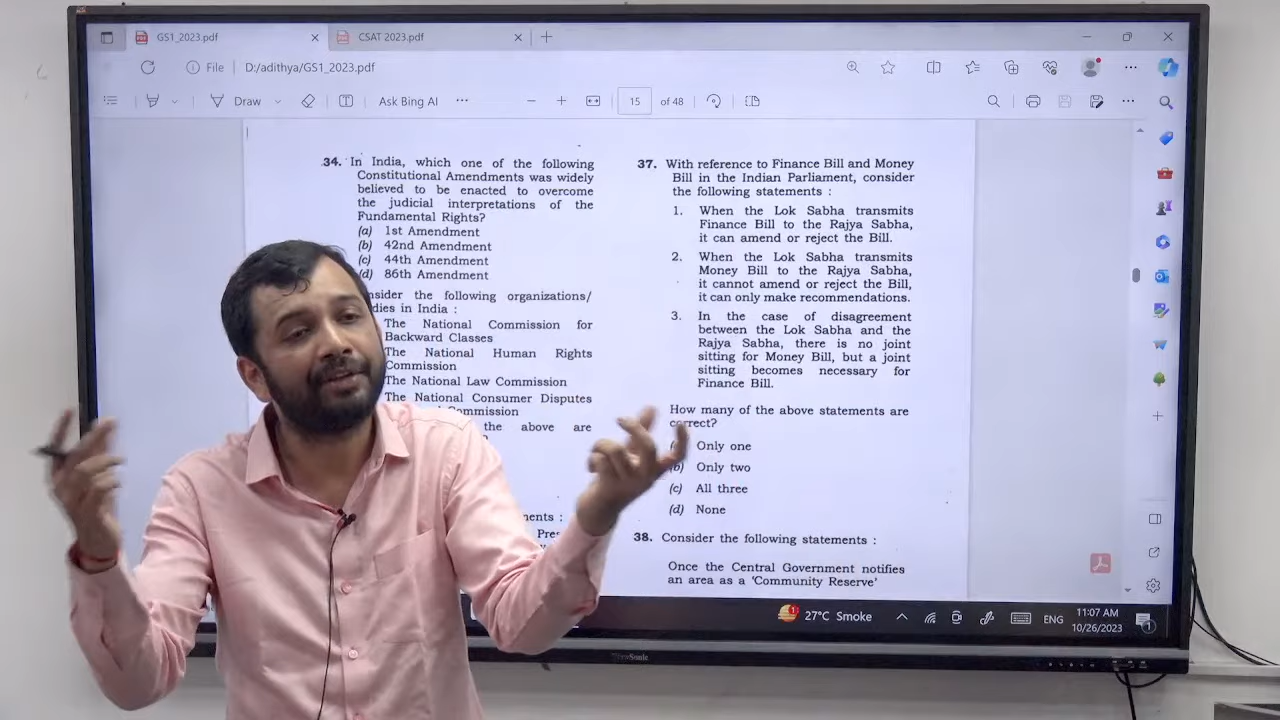 GS1_2023.pdf
CSAT 2023.pdf
File
D:/adithya/GS1_2023.pdf
Draw
Ask Bing AI
15
of 48
34. In India, which one of the following
Constitutional Amendments was widely
believed to be enacted to overcome
the judicial interpretations of the
Fundamental Rights?
(a) 1st Amendment
(b) 42nd Amendment
(c) 44th Amendment
(d) 86th Amendment
the following organizations/
in India :
The National Commission for
Backward Classes
The National Human Rights
Commission
The National Law Commission
The National Consumer Disputes
the above are
37. With reference to Finance Bill and Money
Bill in the Indian Parliament, consider
the following statements :
1. When the Lok Sabha transmits
Finance Bill to the Rajya Sabha,
it can amend or reject the Bill.
2. When the Lok Sabha transmits
Money Bill to the Rajya Sabha,
it cannot amend or reject the Bill,
it can only make recommendations.
3. In the case of disagreement
between the Lok Sabha and the
Rajya Sabha, there is no joint
sitting for Money Bill, but a joint
sitting becomes necessary for
Finance Bill.
How many of the above statements are
correct?
Only one
(b) Only two
(c) All three
(d) None
38. Consider the following statements :
Once the Central Government notifies
an area as a 'Community Reserve'
27°C Smoke
ENG
11:07 AM
10/26/2023
ViewSonic